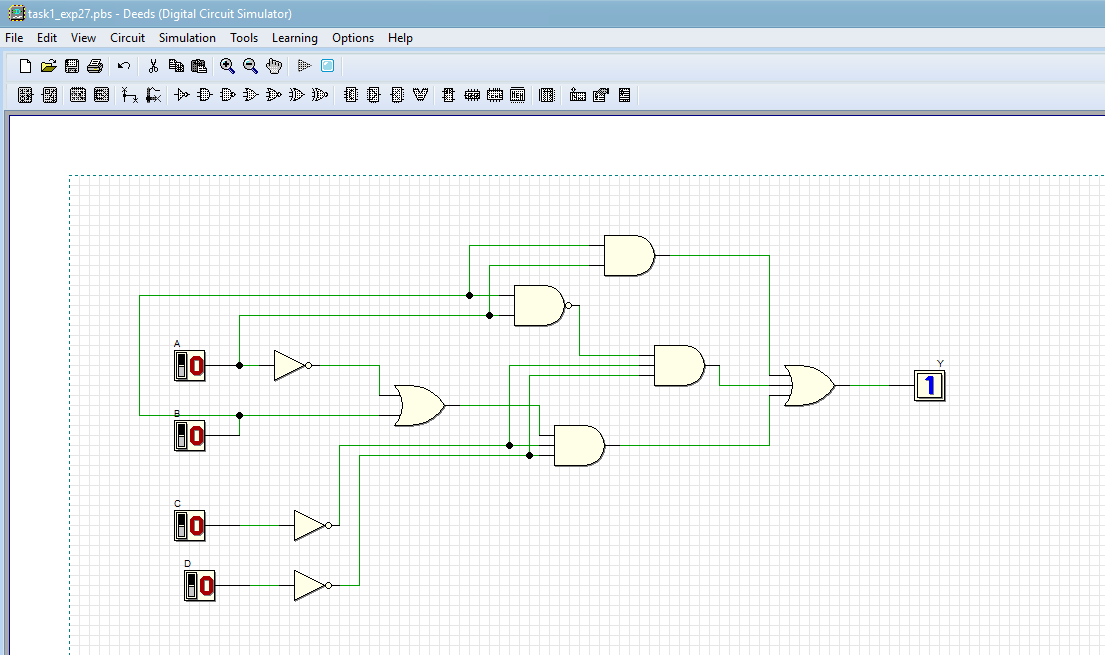 task1_exp27.pbs - Deeds (Digital Circuit Simulator)
File Edit View Circuit Simulation Tools Learning Options Help
A
0
B
0
C
0
D
0
Y
1